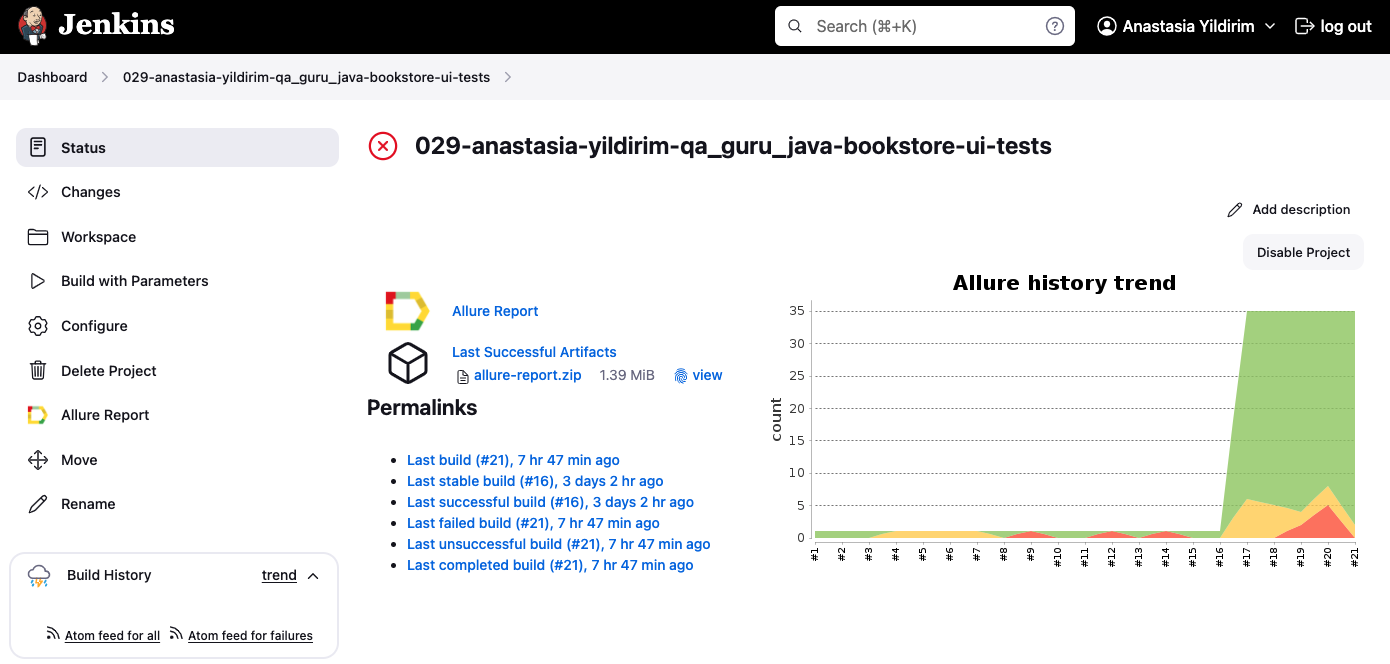 Jenkins
Search (⌘+K)
Anastasia Yildirim
log out
Dashboard
029-anastasia-yildirim-qa_guru_java-bookstore-ui-tests
Status
Changes
Workspace
Build with Parameters
Configure
Delete Project
Allure Report
Move
Rename
Build History
trend
Atom feed for all
Atom feed for failures
029-anastasia-yildirim-qa_guru_java-bookstore-ui-tests
Add description
Disable Project
Allure Report
Last Successful Artifacts
allure-report.zip 1.39 MiB view
Permalinks
Last build (#21), 7 hr 47 min ago
Last stable build (#16), 3 days 2 hr ago
Last successful build (#16), 3 days 2 hr ago
Last failed build (#21), 7 hr 47 min ago
Last unsuccessful build (#21), 7 hr 47 min ago
Last completed build (#21), 7 hr 47 min ago
Allure history trend
count
35
30
25
20
15
10
5
0
#1 #2 #3 #4 #5 #6 #7 #8 #9 #10 #11 #12 #13 #14 #15 #16 #17 #18 #19 #20 #21